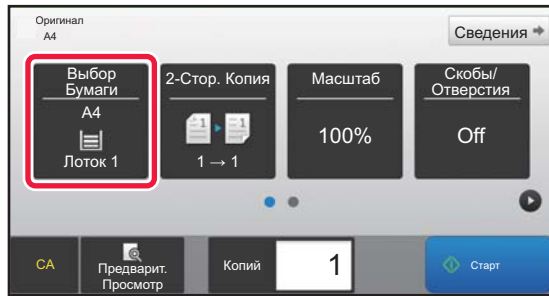 Оригинал
A4
Сведения
Выбор
Бумаги
A4
Лоток 1
2-Стор. Копия
1 → 1
Масштаб
100%
Скобы/
Отверстия
Off
CA
Предварит.
Просмотр
Копий
1
Старт